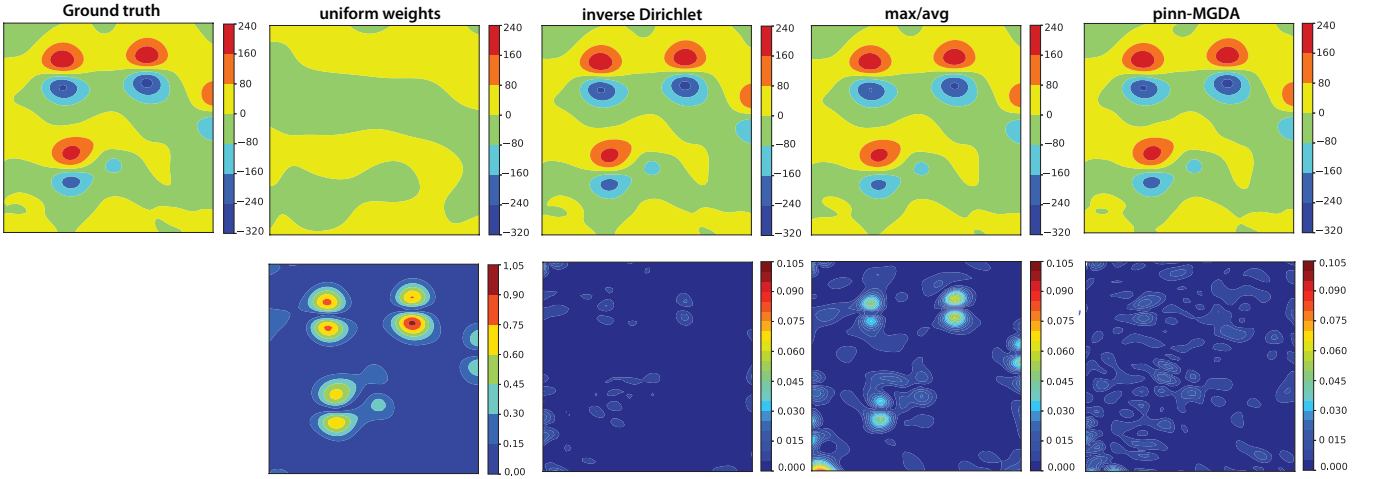 Ground truth uniform weights inverse Dirichlet max/avg pinn-MGDA
240 240 240 240 240
160 160 160 160 160
80 80 80 80 80
0 0 0 0 0
−80 −80 −80 −80 −80
−160 −160 −160 −160 −160
−240 −240 −240 −240 −240
−320 −320 −320 −320 −320
1,05 0.105 0.105 0.105
0.90 0.090 0.090 0.090
0.75 0.075 0.075 0.075
0.60 0.060 0.060 0.060
0.45 0.045 0.045 0.045
0.30 0.030 0.030 0.030
0.15 0 015 0.015 0 015
0,00 0.000 0.000 0.000